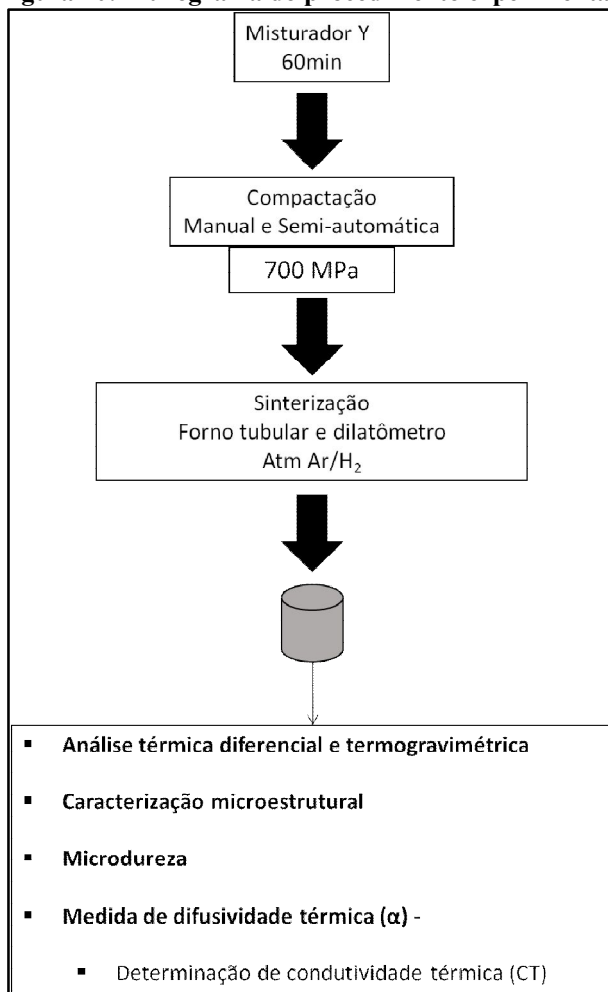 Misturador Y
60min
Compactação
Manual e Semi-automática
700 MPa
Sinterização
Forno tubular e dilatômetro
Atm Ar/H₂
▪ Análise térmica diferencial e termogravimétrica
▪ Caracterização microestrutural
▪ Microdureza
▪ Medida de difusividade térmica (α) -
▪ Determinação de condutividade térmica (CT)